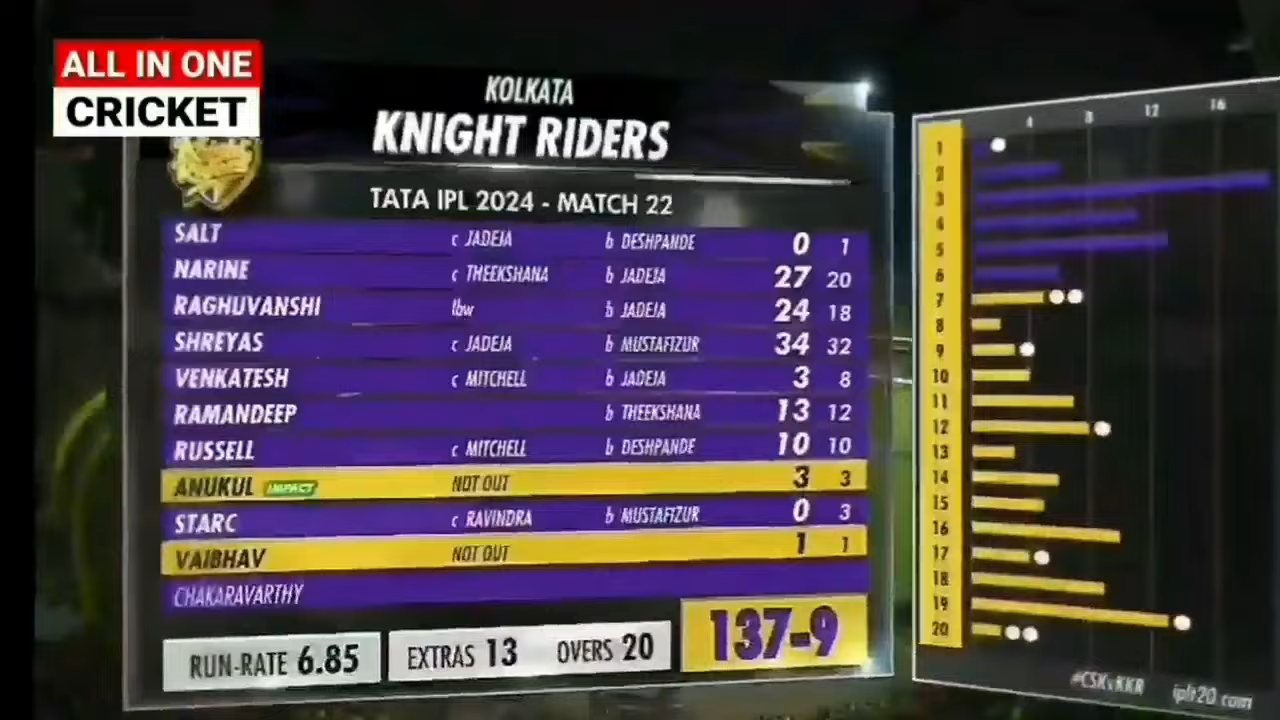 ALL IN ONE
CRICKET
KOLKATA
KNIGHT RIDERS
TATA IPL 2024 - MATCH 22
SALT c JADEJA b DESHPANDE 0 1
NARINE c THEEKSHANA b JADEJA 27 20
RAGHUVANSHI lbw b JADEJA 24 18
SHREYAS c JADEJA b MUSTAFIZUR 34 32
VENKATESH c MITCHELL b JADEJA 3 8
RAMANDEEP b THEEKSHANA 13 12
RUSSELL c MITCHELL b DESHPANDE 10 10
ANUKUL IMPACT NOT OUT 3 3
STARC c RAVINDRA b MUSTAFIZUR 0 3
VAIBHAV NOT OUT 1 1
CHAKARAVARTHY
RUN-RATE 6.85 EXTRAS 13 OVERS 20 137-9
4 8 12 16
1
2
3
4
5
6
7
8
9
10
11
12
13
14
15
16
17
18
19
20
#CSKvKKR iplt20.com